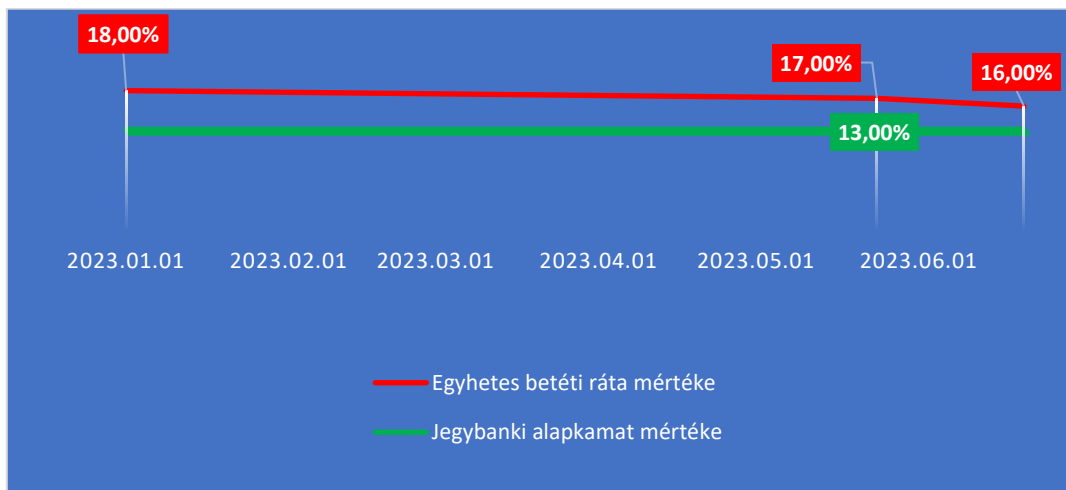 18,00%
17,00%
16,00%
13,00%
2023.01.01 2023.02.01 2023.03.01 2023.04.01 2023.05.01 2023.06.01
Egyhetes betéti ráta mértéke
Jegybanki alapkamat mértéke